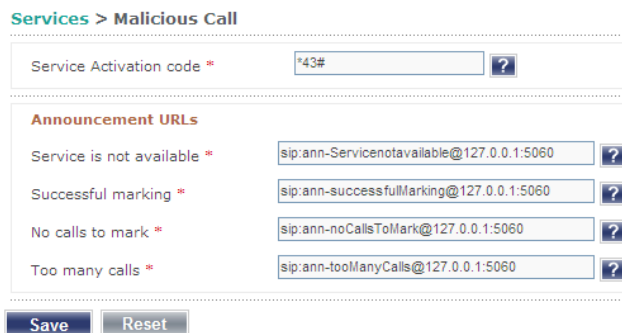 Services > Malicious Call
Service Activation code * *43# ?
Announcement URLs
Service is not available * sip:ann-Servicenotavailable@127.0.0.1:5060 ?
Successful marking * sip:ann-successfulMarking@127.0.0.1:5060 ?
No calls to mark * sip:ann-noCallsToMark@127.0.0.1:5060 ?
Too many calls * sip:ann-tooManyCalls@127.0.0.1:5060 ?
Save Reset